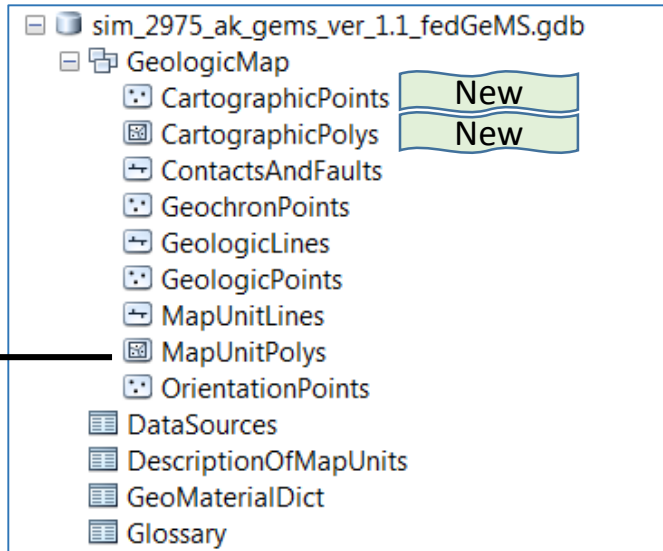 sim_2975_ak_gems_ver_1.1_fedGeMS.gdb
GeologicMap
CartographicPoints New
CartographicPolys New
ContactsAndFaults
GeochronPoints
GeologicLines
GeologicPoints
MapUnitLines
MapUnitPolys
OrientationPoints
DataSources
DescriptionOfMapUnits
GeoMaterialDict
Glossary